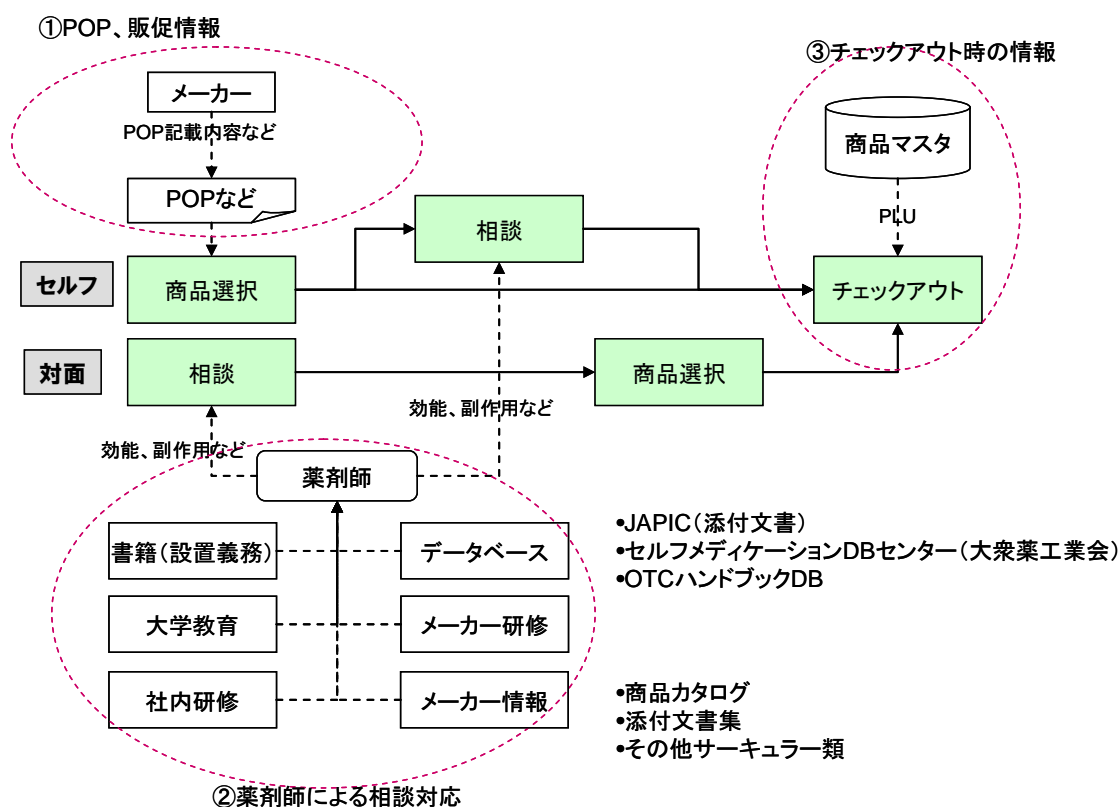 ①POP、販促情報
③チェックアウト時の情報
メーカー
POP記載内容など
商品マスタ
POPなど
PLU
相談
セルフ
商品選択
チェックアウト
対面
相談
商品選択
効能、副作用など
効能、副作用など
薬剤師
書籍(設置義務)
データベース
•JAPIC(添付文書)
•セルフメディケーションDBセンター(大衆薬工業会)
•OTCハンドブックDB
大学教育
メーカー研修
社内研修
メーカー情報
•商品カタログ
•添付文書集
•その他サーキュラー類
②薬剤師による相談対応